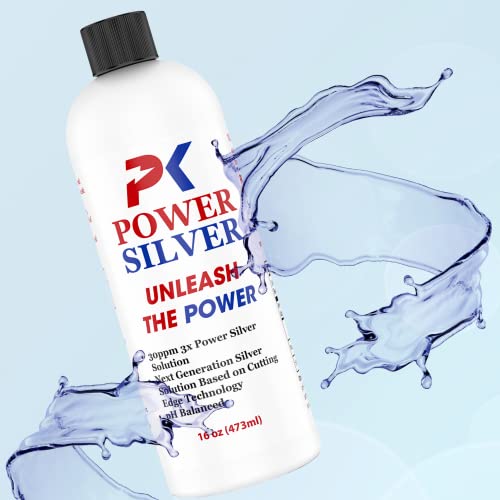 PK
POWER
SILVER
UNLEASH
THE POWER
30ppm 3x Power Silver
Solution
Next Generation Silver
Solution Based on Cutting
Edge Technology
pH Balanced
16 oz (473ml)